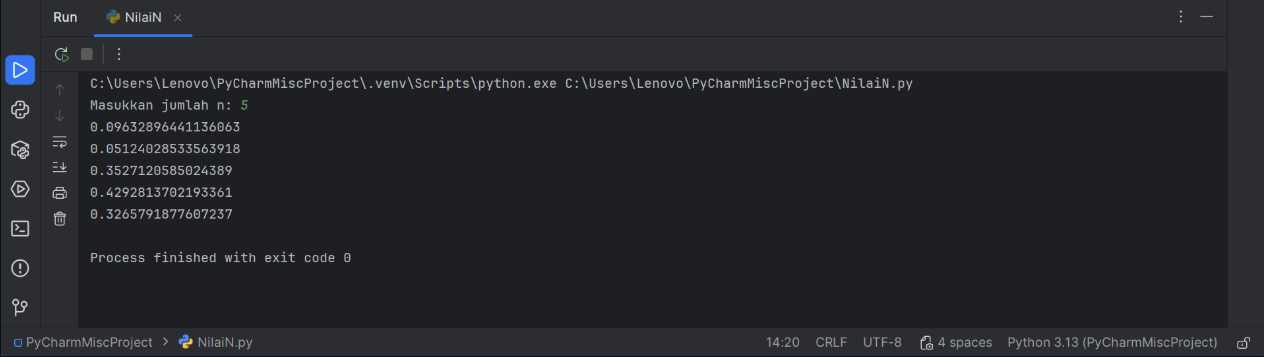 Run NilaiN
C:\Users\Lenovo\PyCharmMiscProject\.venv\Scripts\python.exe C:\Users\Lenovo\PyCharmMiscProject\NilaiN.py
Masukkan jumlah n: 5
0.09632896441136063
0.05124028533563918
0.3527120585024389
0.4292813702193361
0.3265791877607237
Process finished with exit code 0
PyCharmMiscProject > NilaiN.py 14:20 CRLF UTF-8 4 spaces Python 3.13 (PyCharmMiscProject)